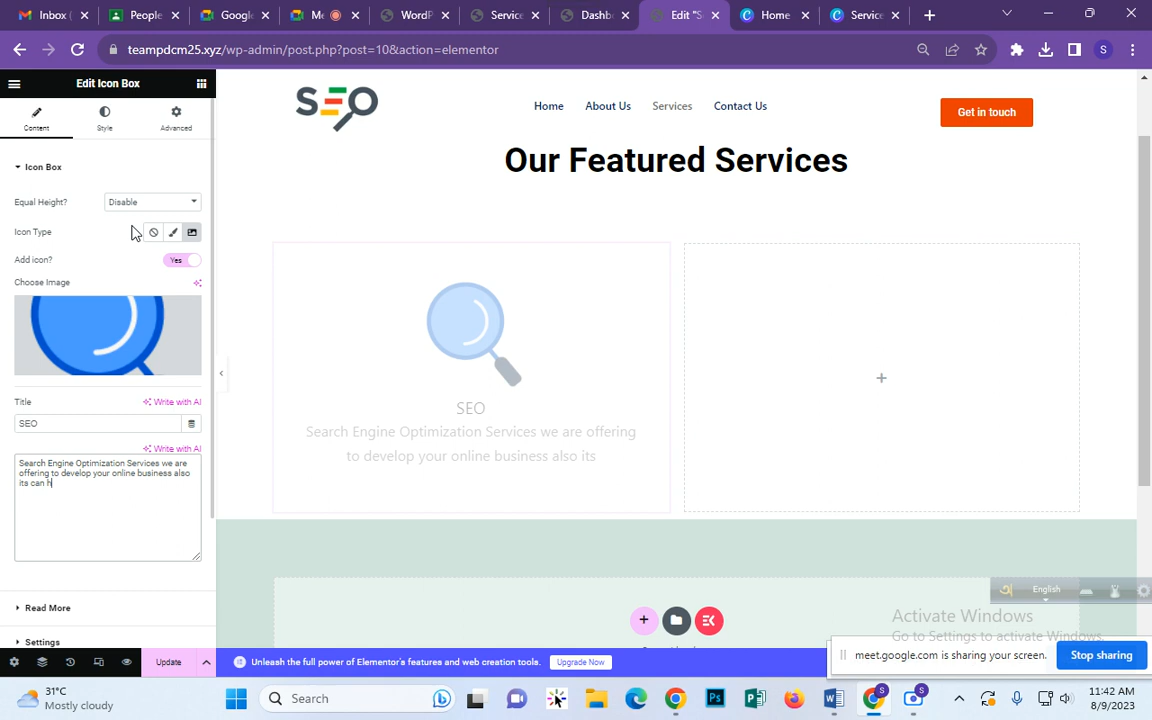 Inbox (
People
Google
Me
WordP
Service
Dashb
Edit "S
Home
Service
teampdcm25.xyz/wp-admin/post.php?post=10&action=elementor
S
Edit Icon Box
Content
Style
Advanced
Icon Box
Equal Height?
Disable
Icon Type
Add icon?
Yes
Choose Image
Title
Write with AI
SEO
Write with AI
Search Engine Optimization Services we are
offering to develop your online business also
its can h
Read More
Settings
Update
SEO
Home
About Us
Services
Contact Us
Get in touch
Our Featured Services
SEO
Search Engine Optimization Services we are offering
to develop your online business also its
English
Activate Windows
Go to Settings to activate Windows.
Unleash the full power of Elementor's features and web creation tools.
Upgrade Now
meet.google.com is sharing your screen.
Stop sharing
31°C
Mostly cloudy
Search
11:42 AM
8/9/2023